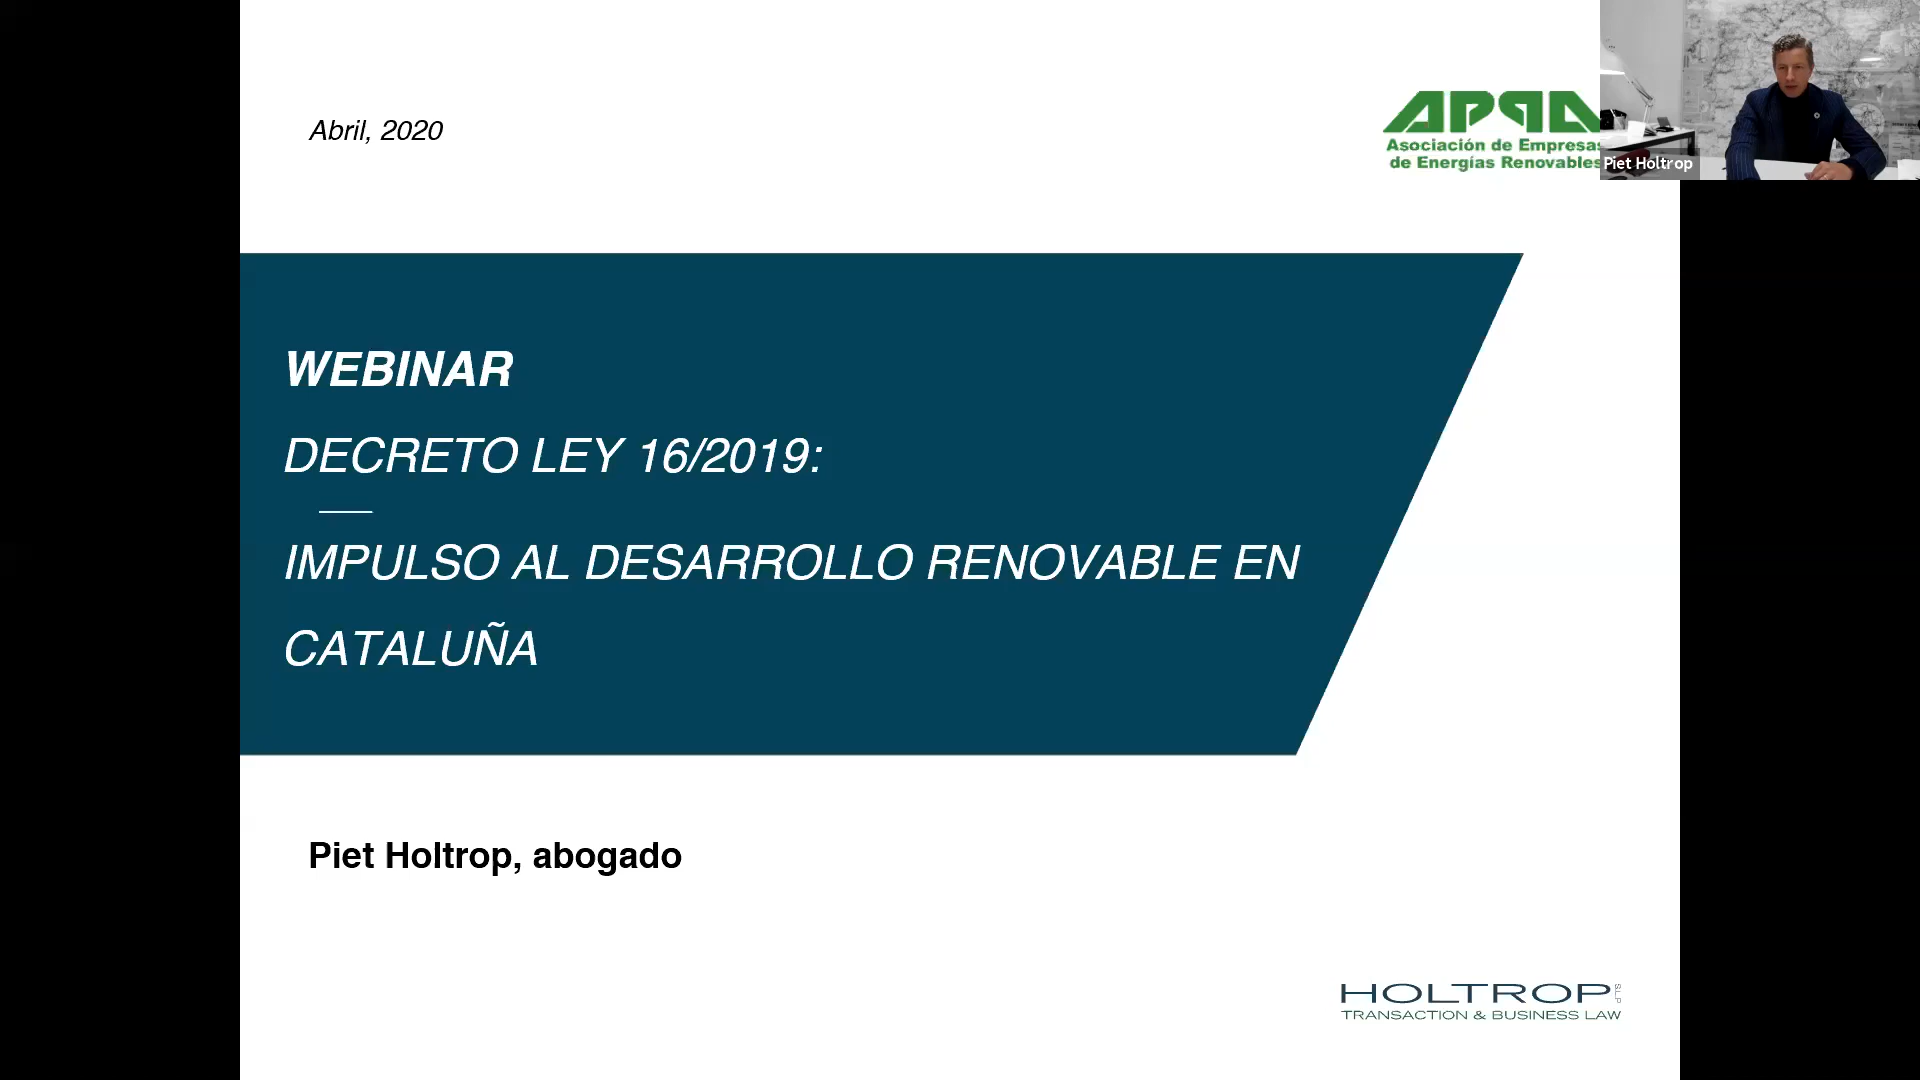 Abril, 2020
APPA
Asociación de Empresas
de Energías Renovables
Piet Holtrop
WEBINAR
DECRETO LEY 16/2019:
IMPULSO AL DESARROLLO RENOVABLE EN
CATALUÑA
Piet Holtrop, abogado
HOLTROP S.L.P
TRANSACTION & BUSINESS LAW